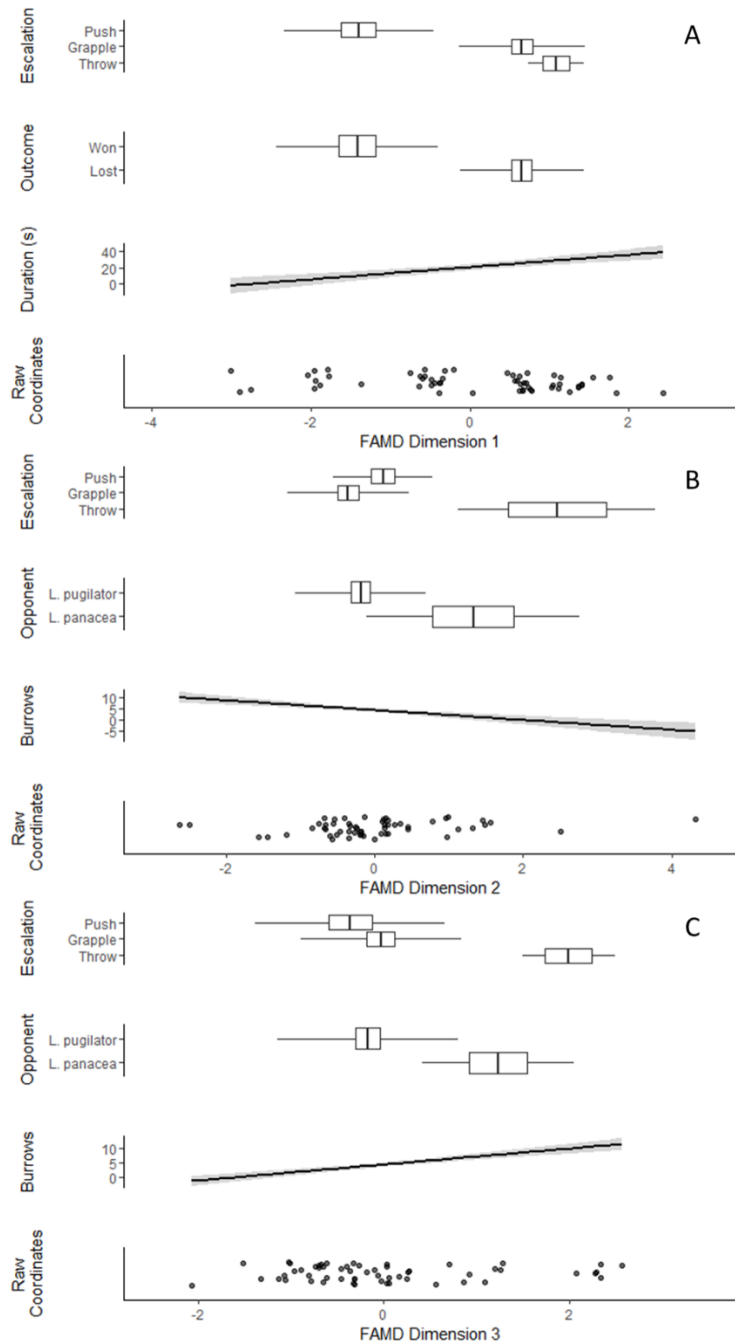 A
Escalation
Push
Grapple
Throw
Outcome
Won
Lost
Duration (s)
40
20
0
Raw
Coordinates
-4 -2 0 2
FAMD Dimension 1
B
Escalation
Push
Grapple
Throw
Opponent
L. pugilator
L. panacea
Burrows
10
5
0
-5
Raw
Coordinates
-2 0 2 4
FAMD Dimension 2
C
Escalation
Push
Grapple
Throw
Opponent
L. pugilator
L. panacea
Burrows
10
5
0
Raw
Coordinates
-2 0 2
FAMD Dimension 3